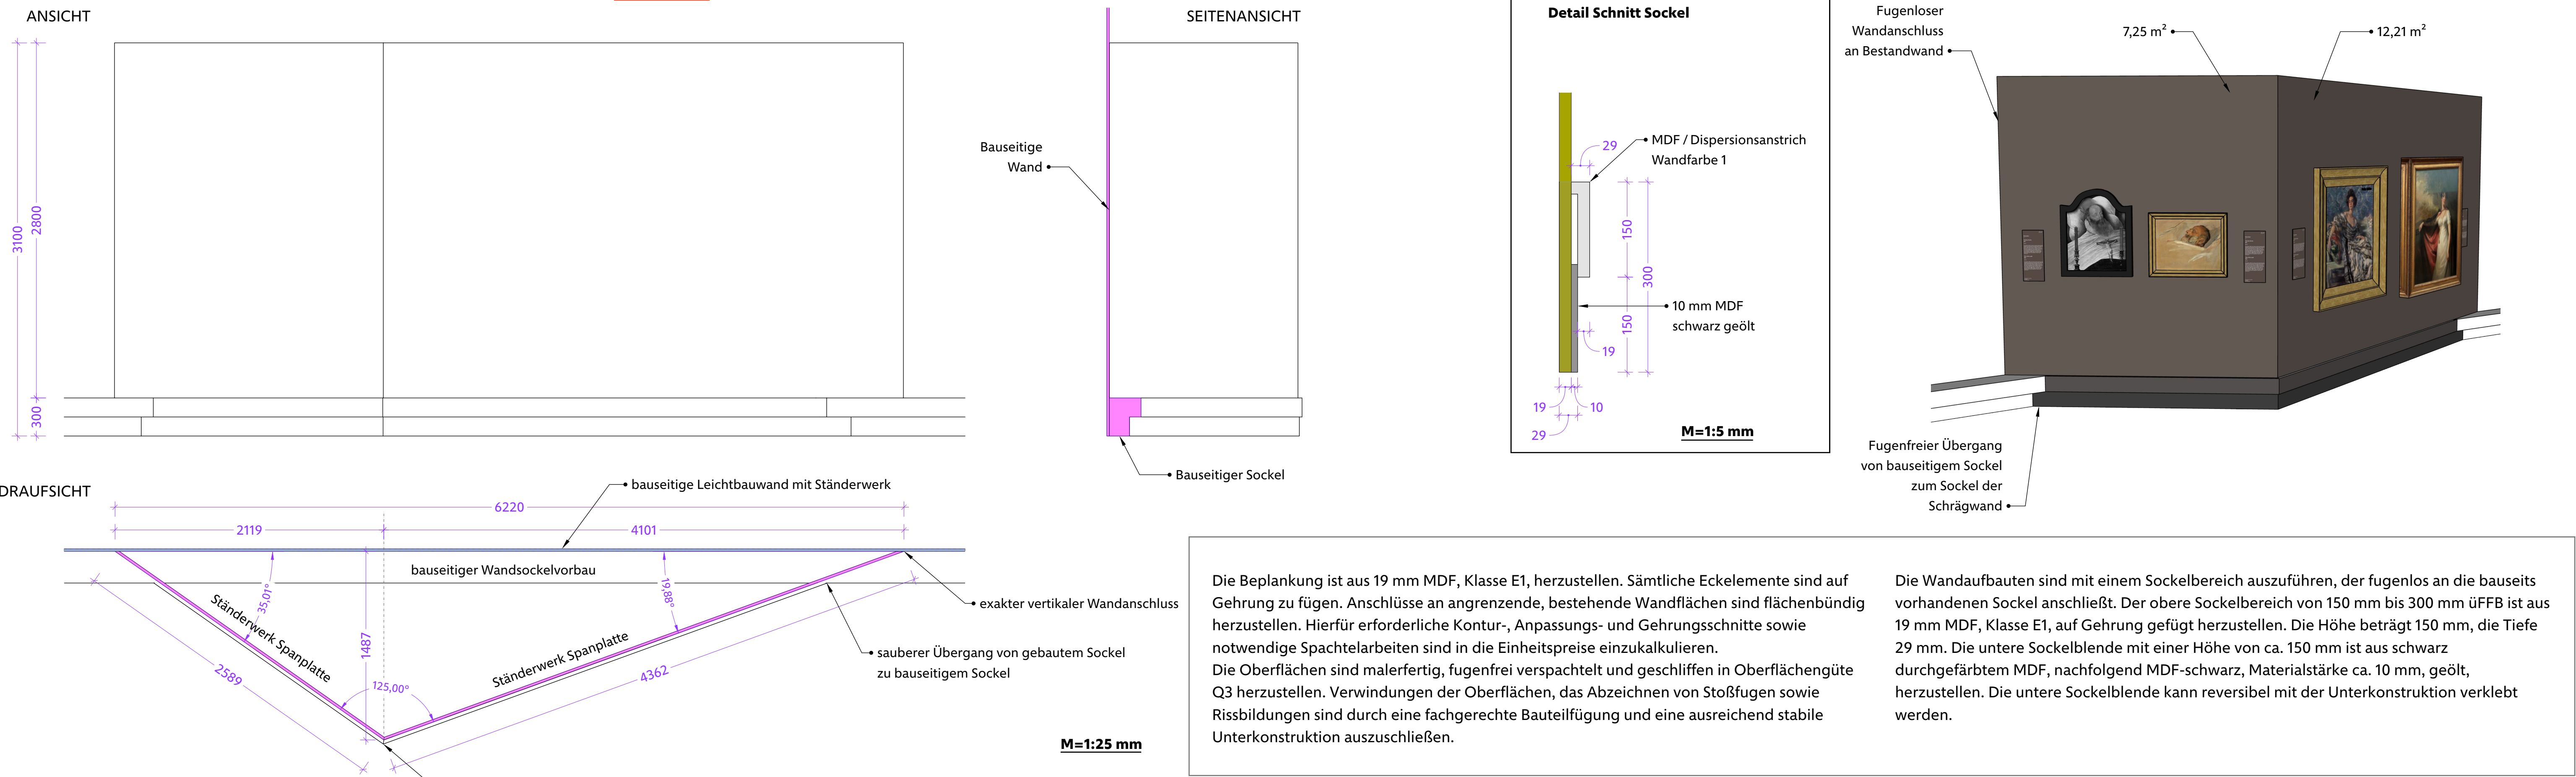 ANSICHT
3100
2800
300
SEITENANSICHT
Bauseitige
Wand
Bauseitiger Sockel
Detail Schnitt Sockel
29
MDF / Dispersionsanstrich
Wandfarbe 1
150
300
10 mm MDF
schwarz geölt
150
19
19
10
29
M=1:5 mm
Fugenloser
Wandanschluss
an Bestandwand
7,25 m²
12,21 m²
Fugenfreier Übergang
von bauseitigem Sockel
zum Sockel der
Schrägwand
DRAUFSICHT
bauseitige Leichtbauwand mit Ständerwerk
6220
2119
4101
bauseitiger Wandsockelvorbau
35,01°
19,88°
exakter vertikaler Wandanschluss
Ständerwerk Spanplatte
1487
Ständerwerk Spanplatte
sauberer Übergang von gebautem Sockel
zu bauseitigem Sockel
2589
125,00°
4362
M=1:25 mm
Die Beplankung ist aus 19 mm MDF, Klasse E1, herzustellen. Sämtliche Eckelemente sind auf
Gehrung zu fügen. Anschlüsse an angrenzende, bestehende Wandflächen sind flächenbündig
herzustellen. Hierfür erforderliche Kontur-, Anpassungs- und Gehrungsschnitte sowie
notwendige Spachtelarbeiten sind in die Einheitspreise einzukalkulieren.
Die Oberflächen sind malerfertig, fugenfrei verspachtelt und geschliffen in Oberflächengüte
Q3 herzustellen. Verwindungen der Oberflächen, das Abzeichnen von Stoßfugen sowie
Rissbildungen sind durch eine fachgerechte Bauteilfügung und eine ausreichend stabile
Unterkonstruktion auszuschließen.
Die Wandaufbauten sind mit einem Sockelbereich auszuführen, der fugenlos an die bauseits
vorhandenen Sockel anschließt. Der obere Sockelbereich von 150 mm bis 300 mm üFFB ist aus
19 mm MDF, Klasse E1, auf Gehrung gefügt herzustellen. Die Höhe beträgt 150 mm, die Tiefe
29 mm. Die untere Sockelblende mit einer Höhe von ca. 150 mm ist aus schwarz
durchgefärbtem MDF, nachfolgend MDF-schwarz, Materialstärke ca. 10 mm, geölt,
herzustellen. Die untere Sockelblende kann reversibel mit der Unterkonstruktion verklebt
werden.